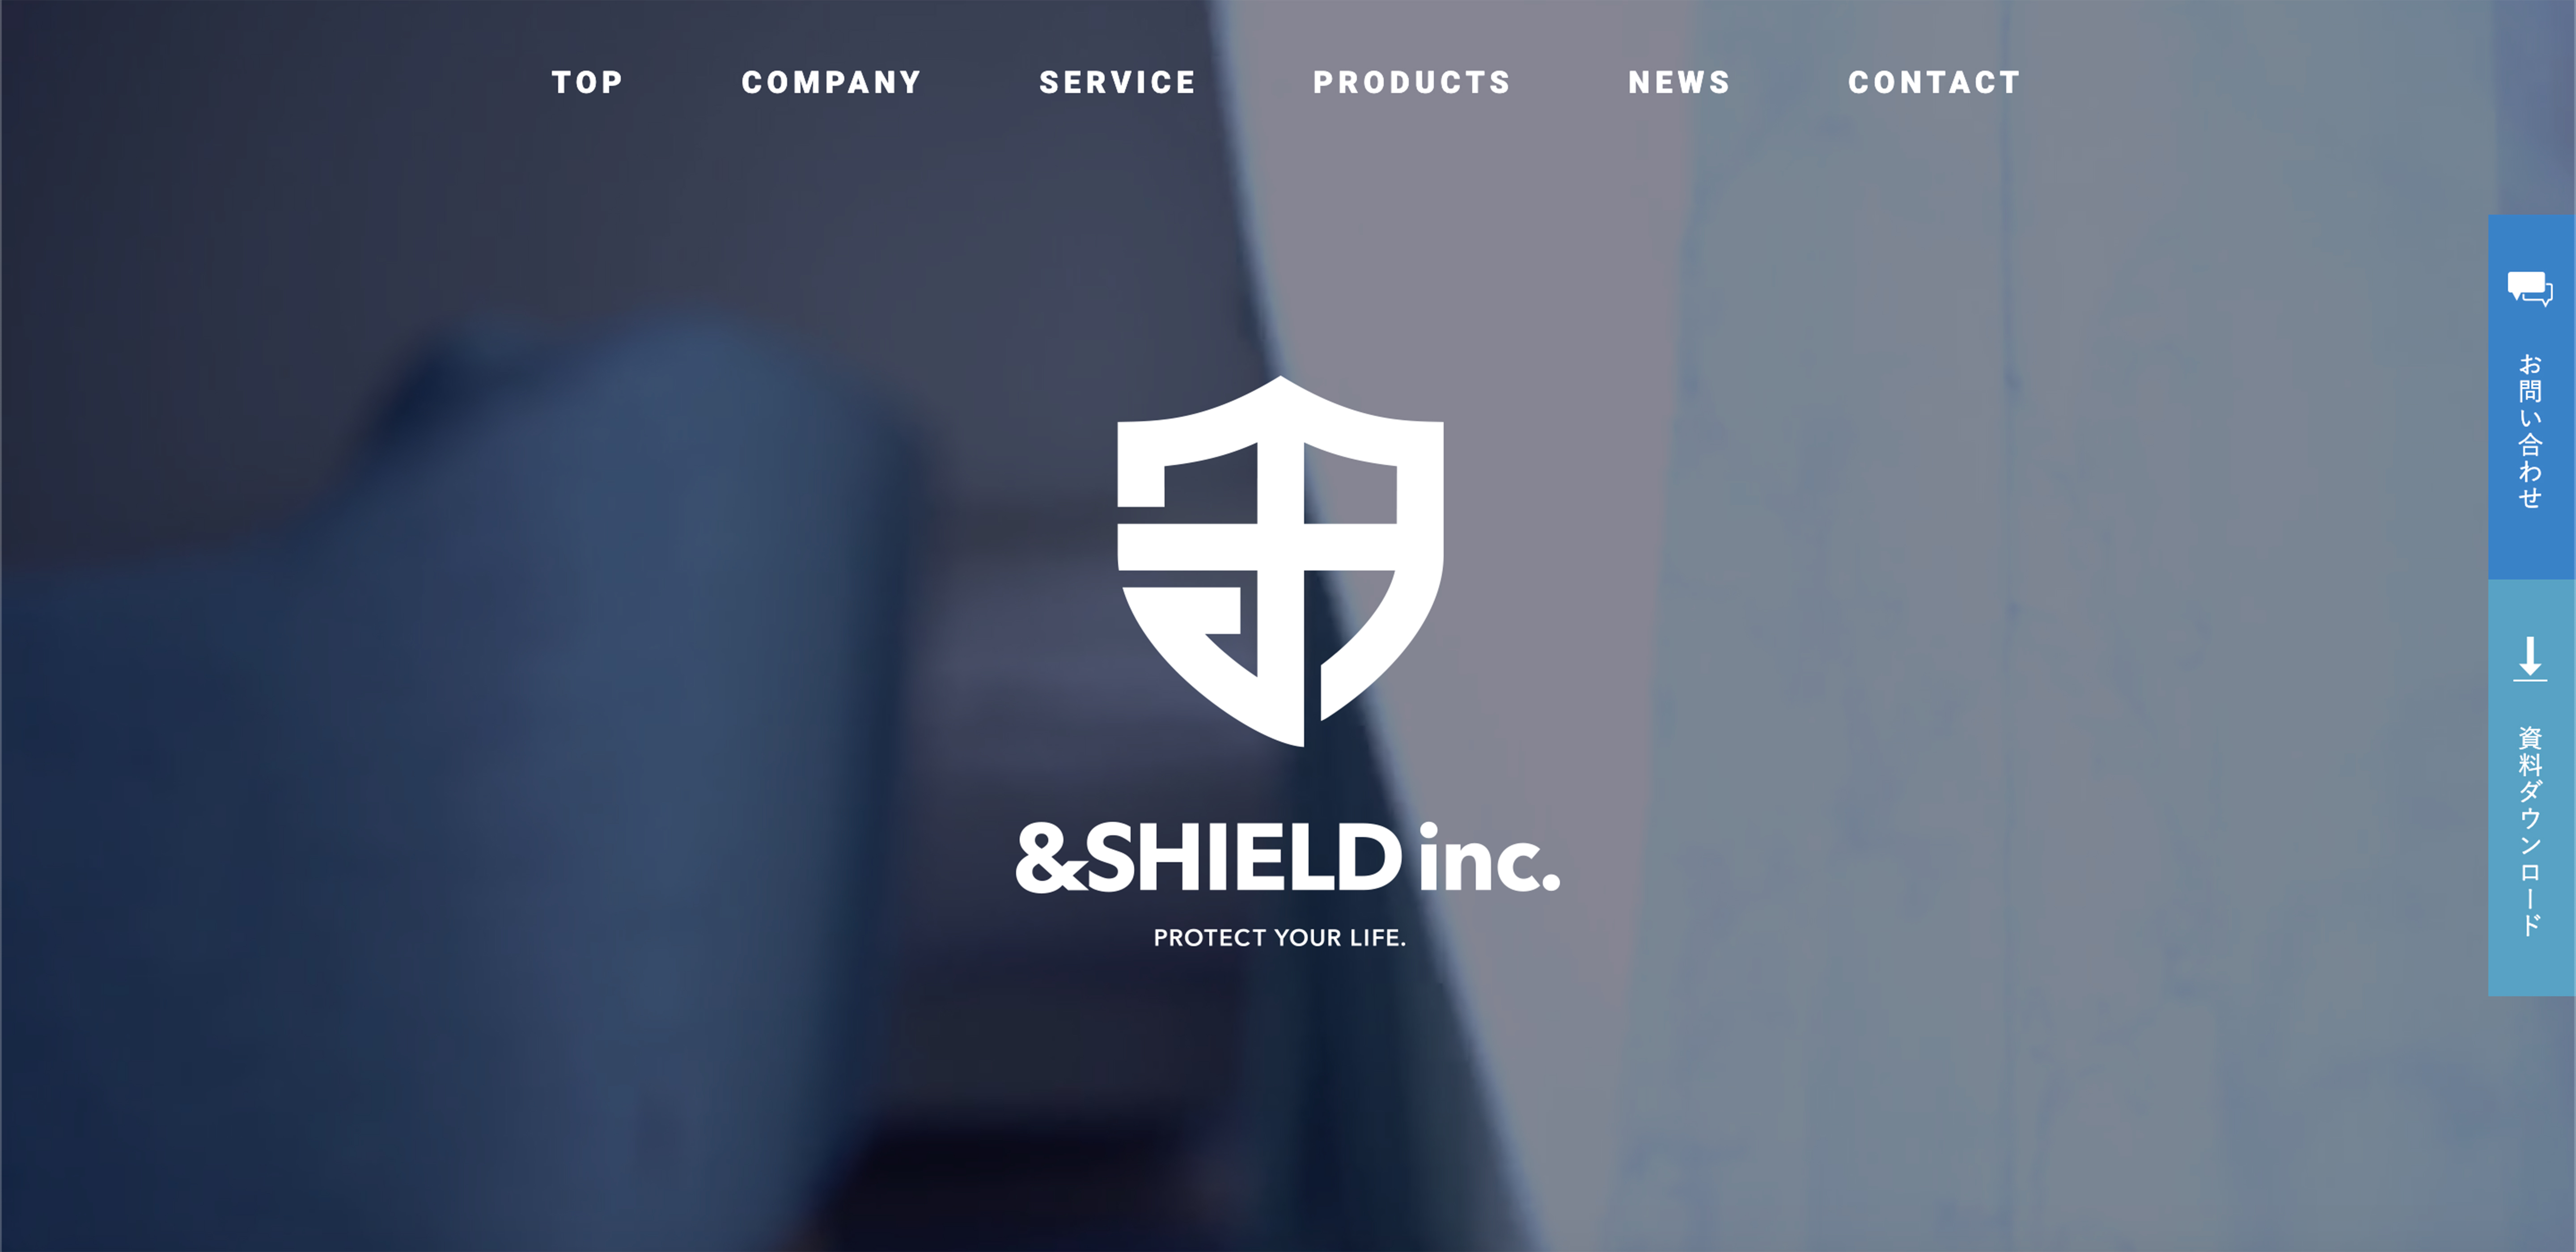 TOP COMPANY SERVICE PRODUCTS NEWS CONTACT
&SHIELD inc.
PROTECT YOUR LIFE.
お問い合わせ
資料ダウンロード